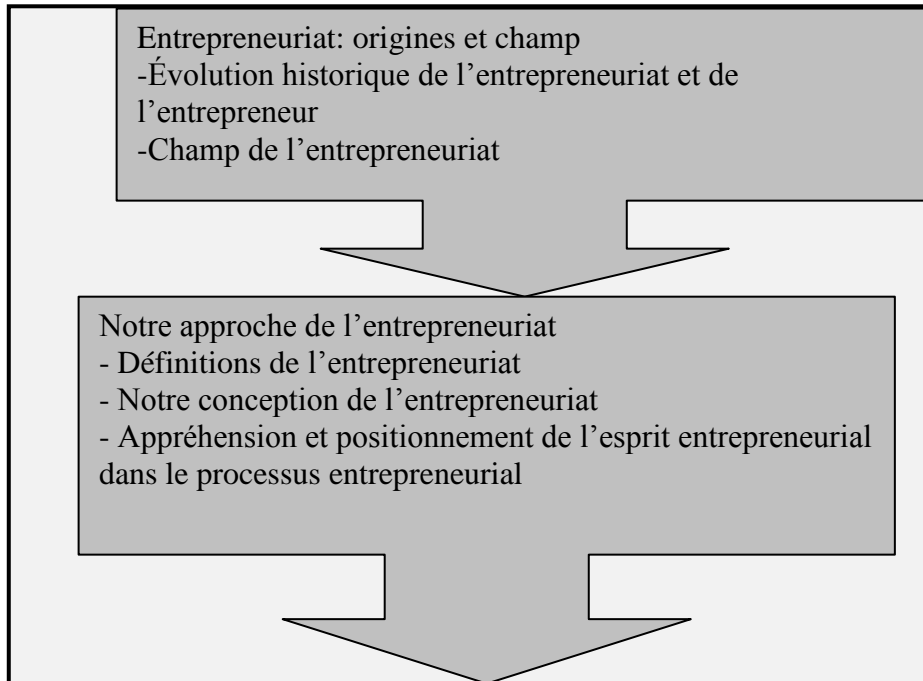 Entrepreneuriat: origines et champ
-Évolution historique de l’entrepreneuriat et de
l’entrepreneur
-Champ de l’entrepreneuriat
Notre approche de l’entrepreneuriat
- Définitions de l’entrepreneuriat
- Notre conception de l’entrepreneuriat
- Appréhension et positionnement de l’esprit entrepreneurial
dans le processus entrepreneurial